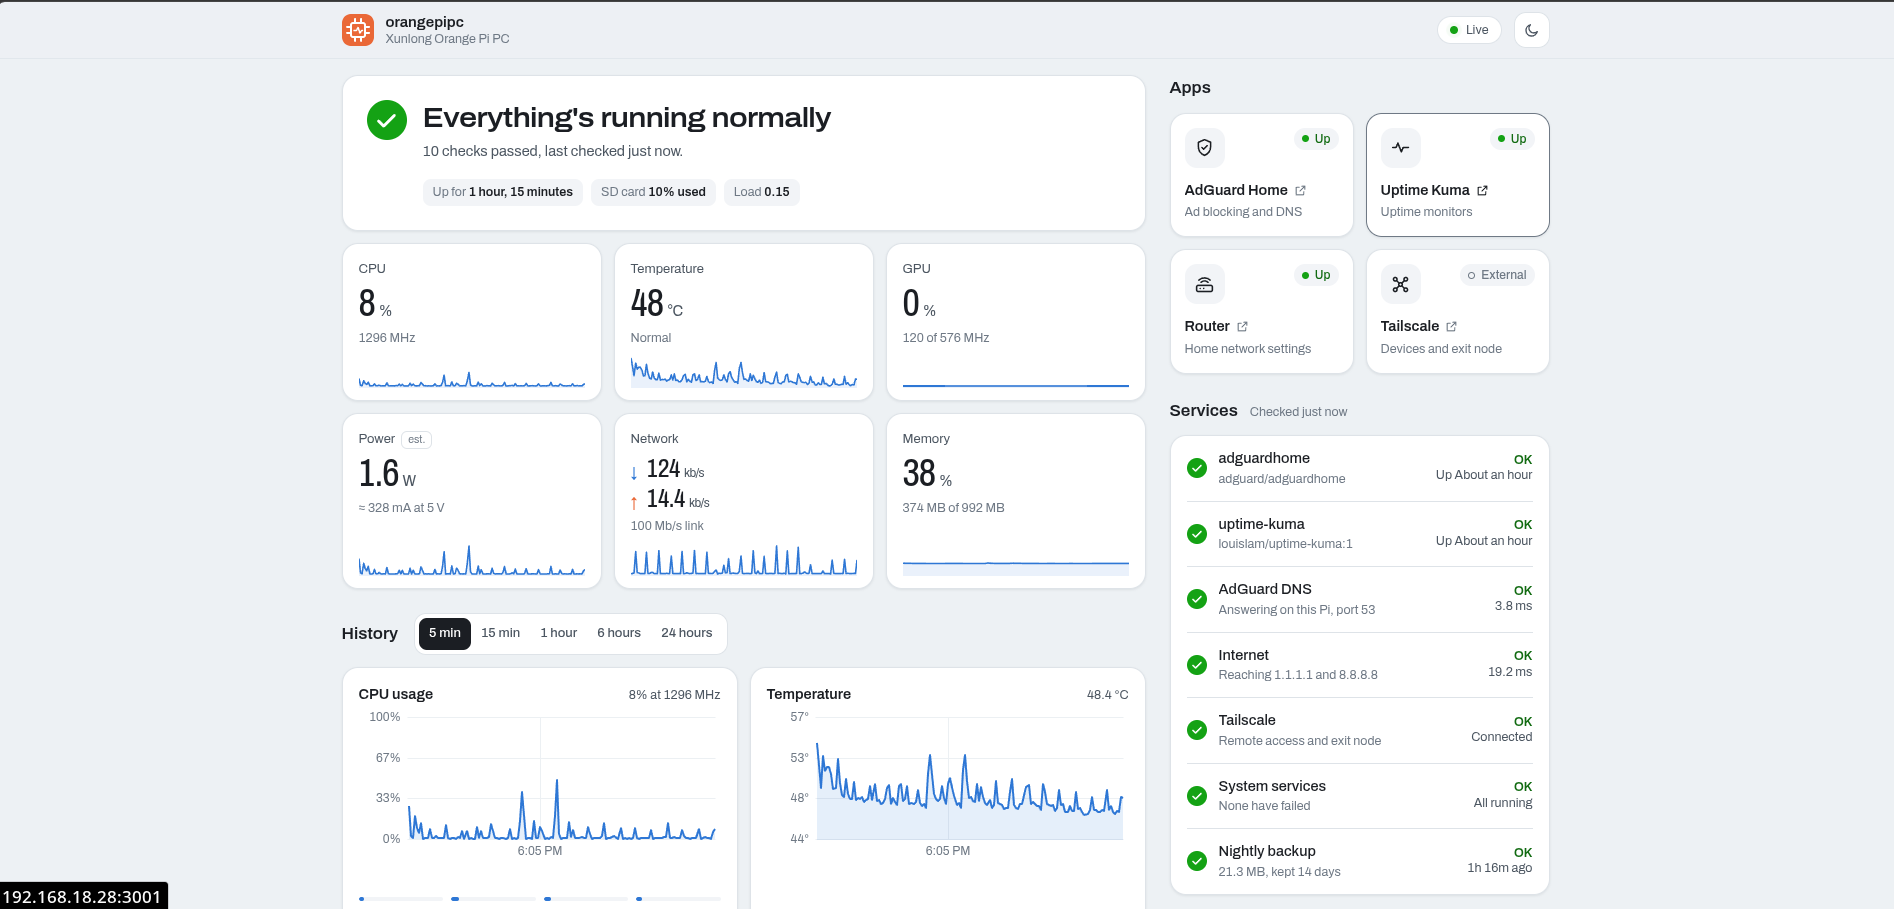 orangepipc
Xunlong Orange Pi PC
Live
Everything's running normally
10 checks passed, last checked just now.
Up for 1 hour, 15 minutes
SD card 10% used
Load 0.15
CPU
8 %
1296 MHz
Temperature
48 °C
Normal
GPU
0 %
120 of 576 MHz
Power est.
1.6 W
≈ 328 mA at 5 V
Network
↓ 124 kb/s
↑ 14.4 kb/s
100 Mb/s link
Memory
38 %
374 MB of 992 MB
History
5 min
15 min
1 hour
6 hours
24 hours
CPU usage
8% at 1296 MHz
100%
67%
33%
0%
6:05 PM
Temperature
48.4 °C
57°
53°
48°
44°
6:05 PM
Apps
Up
AdGuard Home
Ad blocking and DNS
Up
Uptime Kuma
Uptime monitors
Up
Router
Home network settings
External
Tailscale
Devices and exit node
Services
Checked just now
adguardhome
adguard/adguardhome
OK
Up About an hour
uptime-kuma
louislam/uptime-kuma:1
OK
Up About an hour
AdGuard DNS
Answering on this Pi, port 53
OK
3.8 ms
Internet
Reaching 1.1.1.1 and 8.8.8.8
OK
19.2 ms
Tailscale
Remote access and exit node
OK
Connected
System services
None have failed
OK
All running
Nightly backup
21.3 MB, kept 14 days
OK
1h 16m ago
192.168.18.28:3001